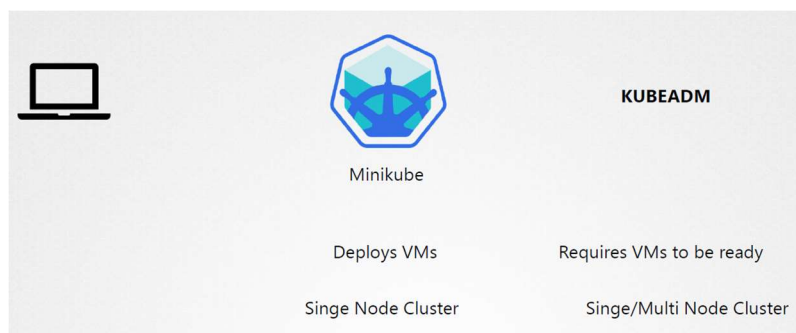 KUBEADM
Minikube
Deploys VMs
Requires VMs to be ready
Singe Node Cluster
Singe/Multi Node Cluster